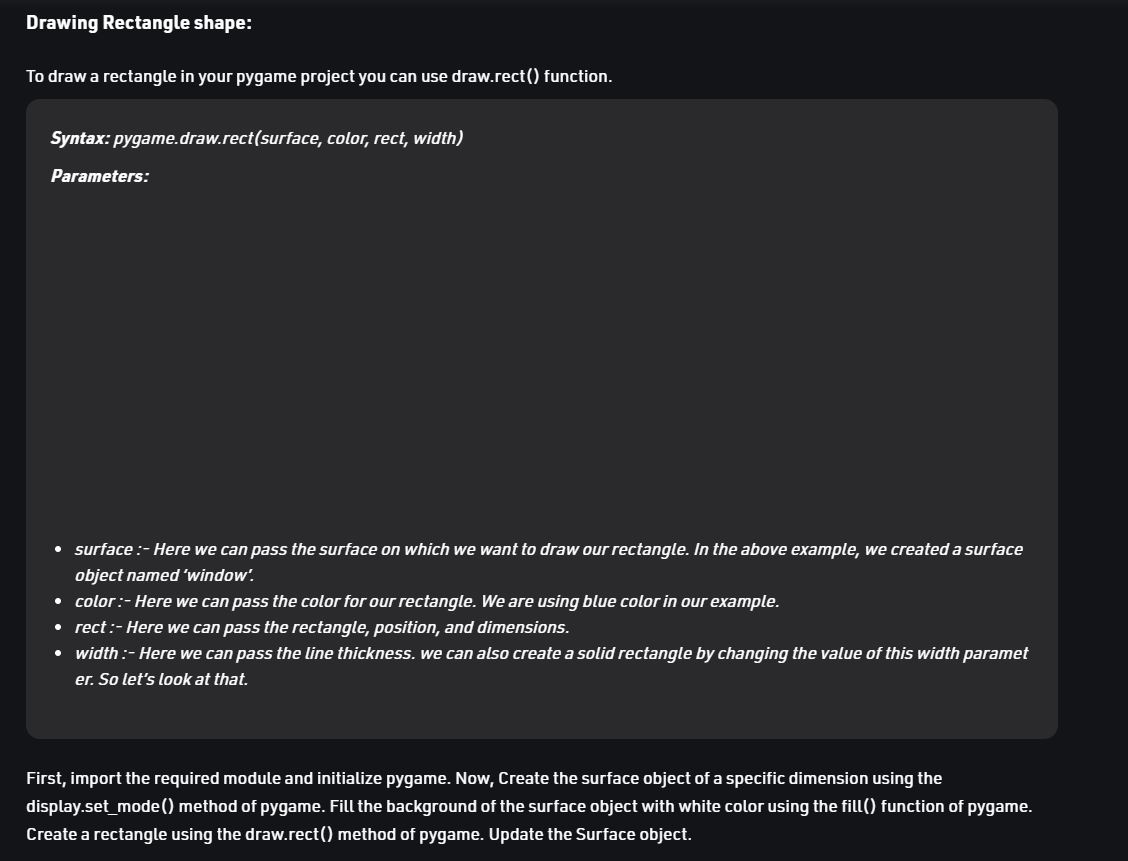 Drawing Rectangle shape:
To draw a rectangle in your pygame project you can use draw.rect() function.
Syntax: pygame.draw.rect(surface, color, rect, width)
Parameters:
• surface :- Here we can pass the surface on which we want to draw our rectangle. In the above example, we created a surface
object named ‘window’.
• color :- Here we can pass the color for our rectangle. We are using blue color in our example.
• rect :- Here we can pass the rectangle, position, and dimensions.
• width :- Here we can pass the line thickness. we can also create a solid rectangle by changing the value of this width paramet
er. So let’s look at that.
First, import the required module and initialize pygame. Now, Create the surface object of a specific dimension using the
display.set_mode() method of pygame. Fill the background of the surface object with white color using the fill() function of pygame.
Create a rectangle using the draw.rect() method of pygame. Update the Surface object.